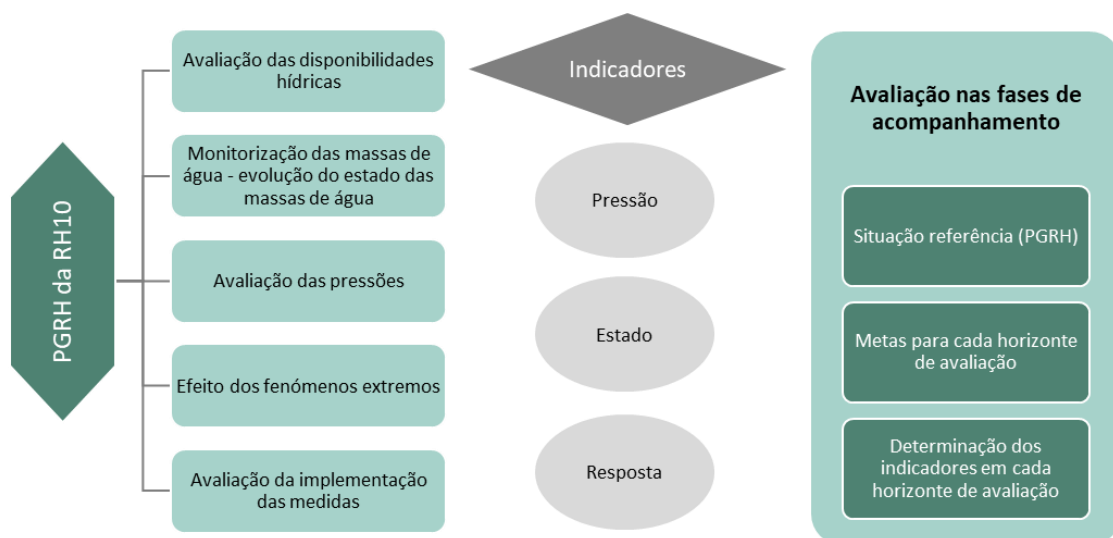 PGRH da RH10
Avaliação das disponibilidades
hídricas
Monitorização das massas de
água - evolução do estado das
massas de água
Avaliação das pressões
Efeito dos fenómenos extremos
Avaliação da implementação
das medidas
Indicadores
Pressão
Estado
Resposta
Avaliação nas fases de
acompanhamento
Situação referência (PGRH)
Metas para cada horizonte
de avaliação
Determinação dos
indicadores em cada
horizonte de avaliação